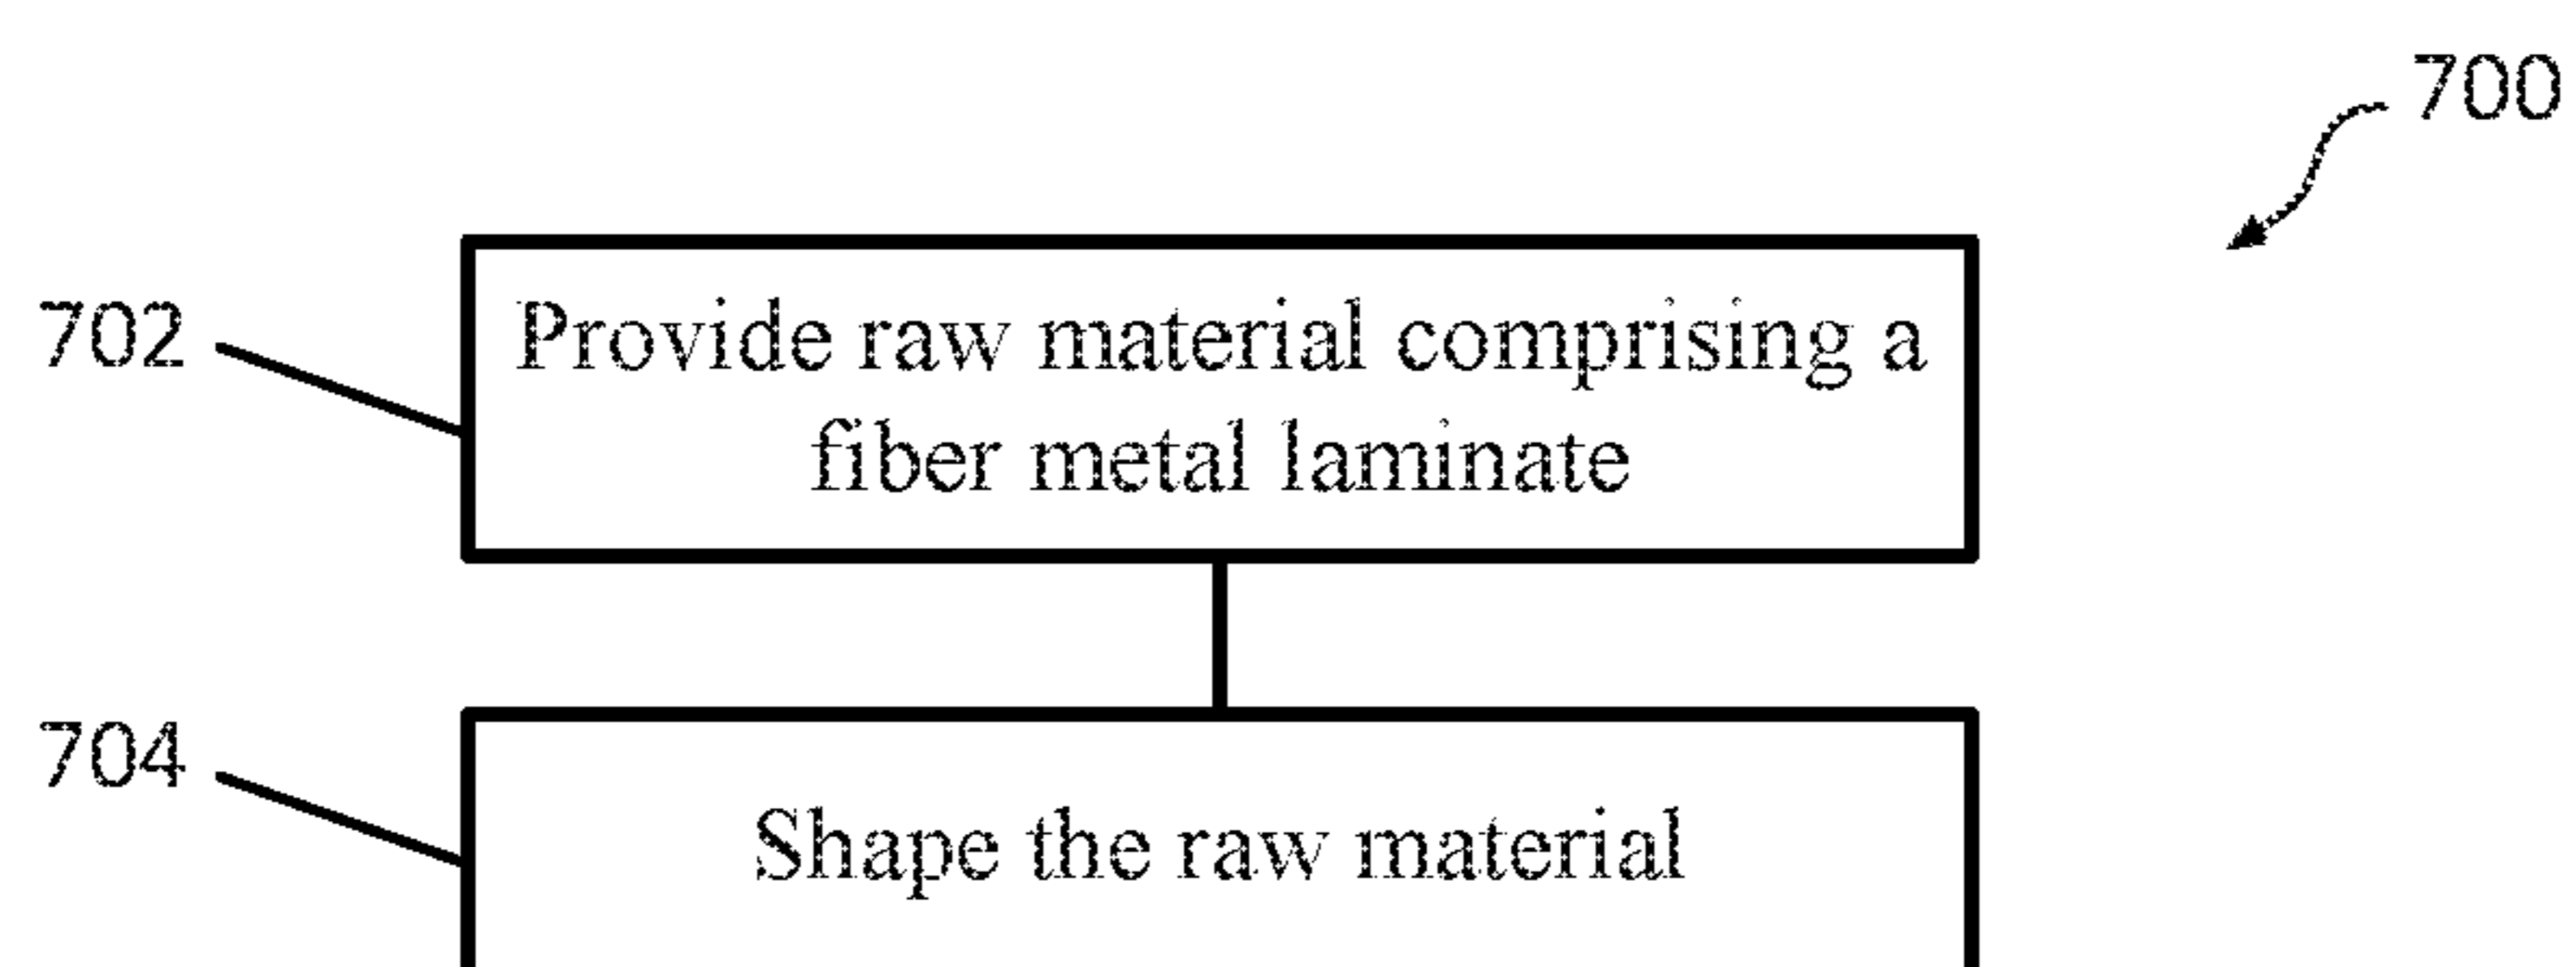 700
702
Provide raw material comprising a
fiber metal laminate
704
Shape the raw material